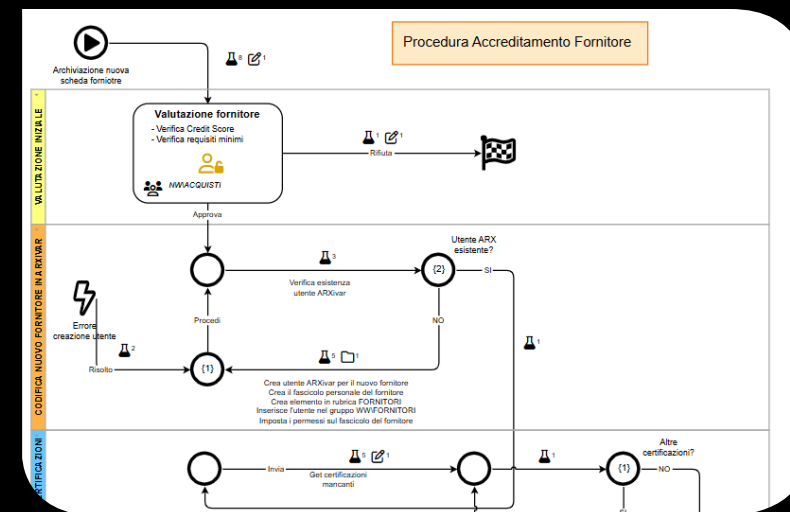 Procedura Accreditamento Fornitore
Archiviazione nuova
scheda forniotre
8
1
VALUTAZIONE INIZIALE
Valutazione fornitore
- Verifica Credit Score
- Verifica requisiti minimi
NW\ACQUISTI
1
1
Rifiuta
Approva
CODIFICA NUOVO FORNITORE IN ARXIVAR
Utente ARX
esistente?
3
{2}
SI
Verifica esistenza
utente ARXivar
Errore
creazione utente
Procedi
NO
2
Risolto
{1}
5
1
1
Crea utente ARXivar per il nuovo fornitore
Crea il fascicolo personale del fornitore
Crea elemento in rubrica FORNITORI
Inserisce l'utente nel gruppo WW\FORNITORI
Imposta i permessi sul fascicolo del fornitore
RTIFICAZIONI
Altre
certificazioni?
5
1
1
Invia
{1}
NO
Get certificazioni
mancanti